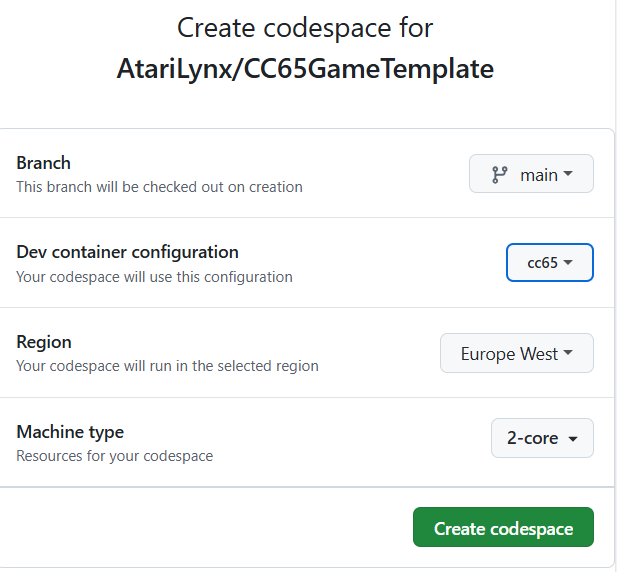 Create codespace for
AtariLynx/CC65GameTemplate
Branch
This branch will be checked out on creation
main
Dev container configuration
Your codespace will use this configuration
cc65
Region
Your codespace will run in the selected region
Europe West
Machine type
Resources for your codespace
2-core
Create codespace